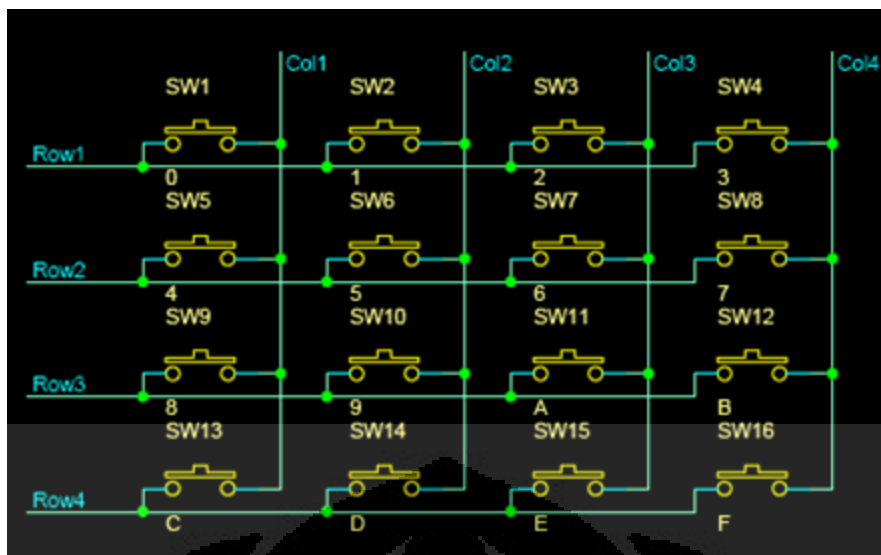 Col1 Col2 Col3 Col4
SW1 SW2 SW3 SW4
Row1
0 1 2 3
SW5 SW6 SW7 SW8
Row2
4 5 6 7
SW9 SW10 SW11 SW12
Row3
8 9 A B
SW13 SW14 SW15 SW16
Row4
C D E F